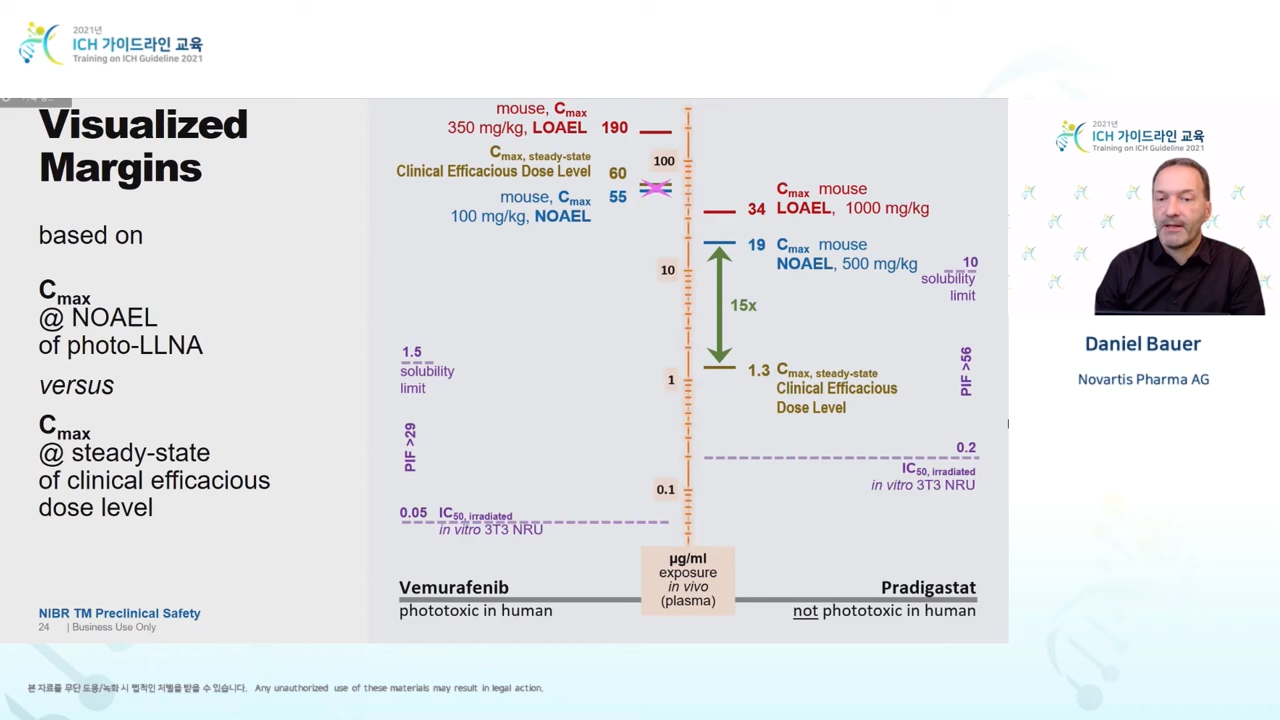 2021년
ICH 가이드라인 교육
Training on ICH Guideline 2021
Visualized
Margins
based on
Cmax
@ NOAEL
of photo-LLNA
versus
Cmax
@ steady-state
of clinical efficacious
dose level
NIBR TM Preclinical Safety
24 | Business Use Only
mouse, Cmax
350 mg/kg, LOAEL 190
Cmax, steady-state
Clinical Efficacious Dose Level 60
mouse, Cmax 55
100 mg/kg, NOAEL
1.5
solubility
limit
PIF >29
0.05 IC50, irradiated
in vitro 3T3 NRU
Vemurafenib
phototoxic in human
100
10
1
0.1
µg/ml
exposure
in vivo
(plasma)
Cmax mouse
34 LOAEL, 1000 mg/kg
19 Cmax mouse
NOAEL, 500 mg/kg
10
solubility
limit
15x
PIF >56
1.3 Cmax, steady-state
Clinical Efficacious
Dose Level
0.2
IC50, irradiated
in vitro 3T3 NRU
Pradigastat
not phototoxic in human
2021년
ICH 가이드라인 교육
Training on ICH Guideline 2021
Daniel Bauer
Novartis Pharma AG
본 자료를 무단 도용/녹화 시 법적인 처벌을 받을 수 있습니다. Any unauthorized use of these materials may result in legal action.